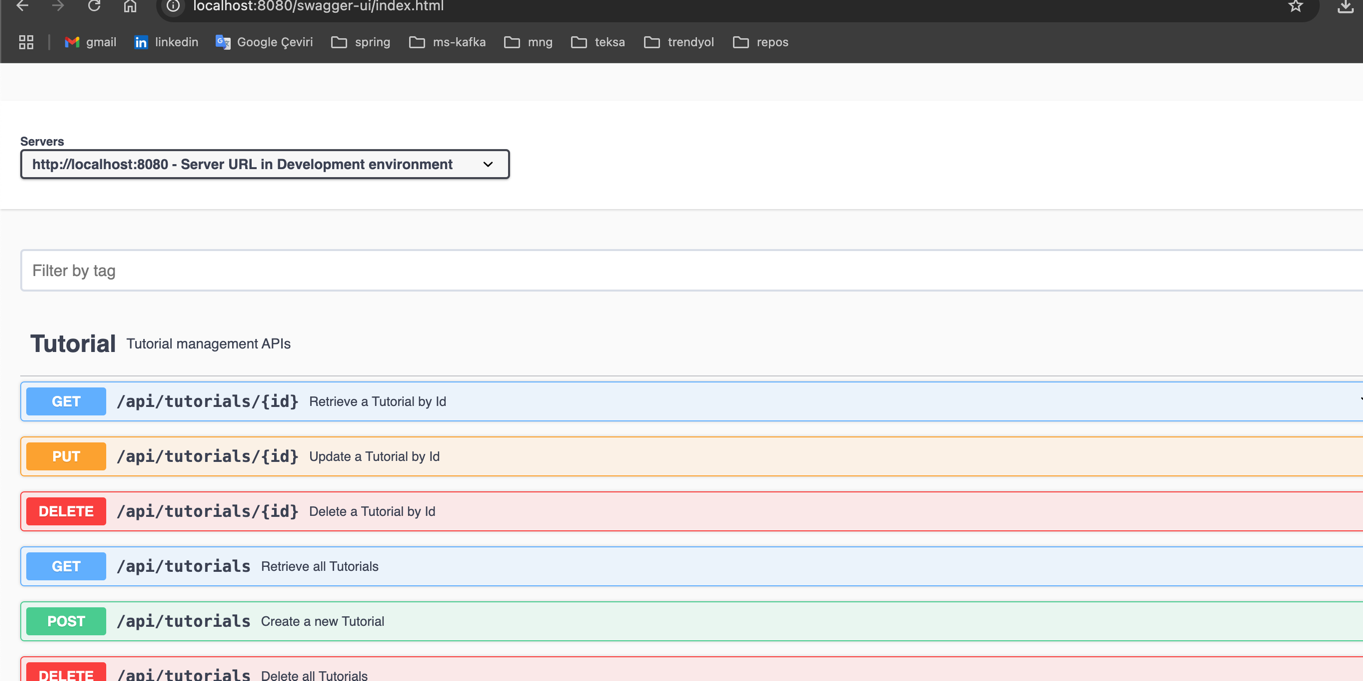 localhost:8080/swagger-ui/index.html
gmail linkedin Google Çeviri spring ms-kafka mng teksa trendyol repos
Servers
http://localhost:8080 - Server URL in Development environment
Filter by tag
Tutorial Tutorial management APIs
GET /api/tutorials/{id} Retrieve a Tutorial by Id
PUT /api/tutorials/{id} Update a Tutorial by Id
DELETE /api/tutorials/{id} Delete a Tutorial by Id
GET /api/tutorials Retrieve all Tutorials
POST /api/tutorials Create a new Tutorial
DELETE /api/tutorials Delete all Tutorials